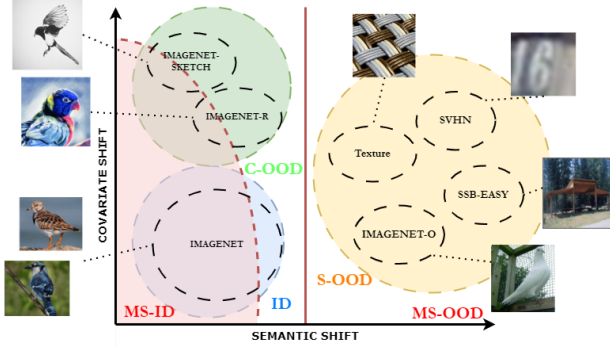 IMAGENET-
SKETCH
IMAGENET-R
C-OOD
COVARIATE SHIFT
IMAGENET
MS-ID
ID
SEMANTIC SHIFT
16
SVHN
Texture
SSB-EASY
IMAGENET-O
S-OOD
MS-OOD